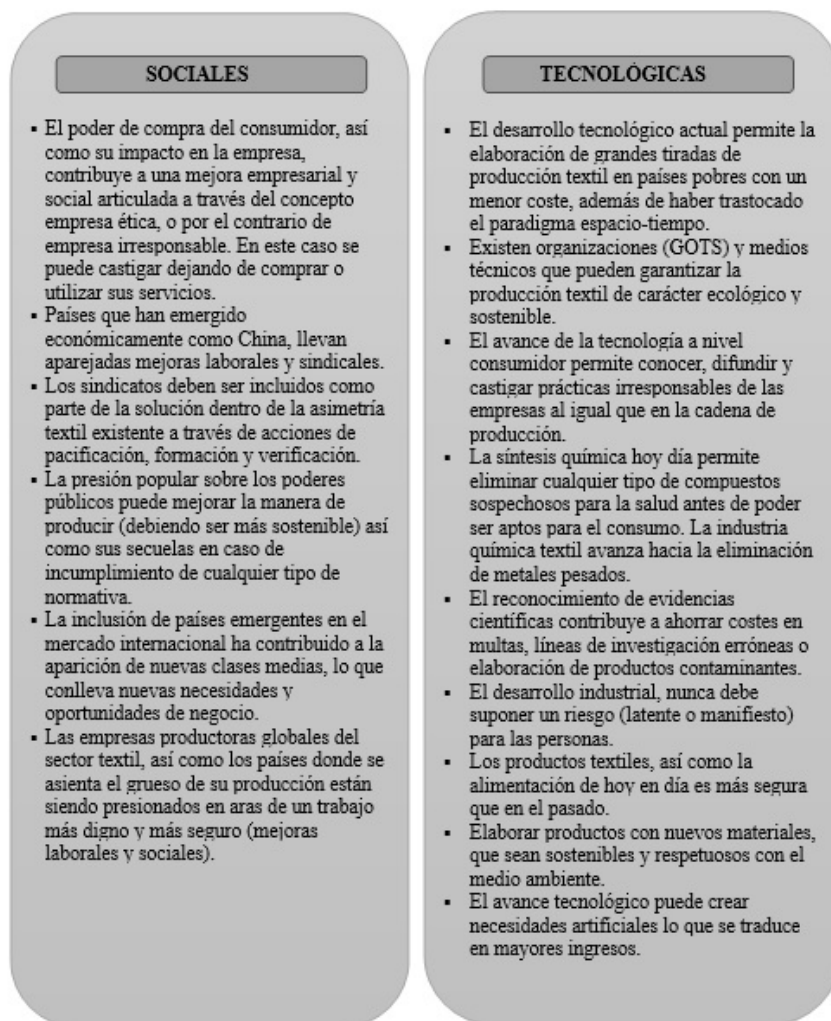 SOCIALES
▪ El poder de compra del consumidor, así
como su impacto en la empresa,
contribuye a una mejora empresarial y
social articulada a través del concepto
empresa ética, o por el contrario de
empresa irresponsable. En este caso se
puede castigar dejando de comprar o
utilizar sus servicios.
▪ Países que han emergido
económicamente como China, llevan
aparejadas mejoras laborales y sindicales.
▪ Los sindicatos deben ser incluidos como
parte de la solución dentro de la asimetría
textil existente a través de acciones de
pacificación, formación y verificación.
▪ La presión popular sobre los poderes
públicos puede mejorar la manera de
producir (debiendo ser más sostenible) así
como sus secuelas en caso de
incumplimiento de cualquier tipo de
normativa.
▪ La inclusión de países emergentes en el
mercado internacional ha contribuido a la
aparición de nuevas clases medias, lo que
conlleva nuevas necesidades y
oportunidades de negocio.
▪ Las empresas productoras globales del
sector textil, así como los países donde se
asienta el grueso de su producción están
siendo presionados en aras de un trabajo
más digno y más seguro (mejoras
laborales y sociales).
TECNOLÓGICAS
▪ El desarrollo tecnológico actual permite la
elaboración de grandes tiradas de
producción textil en países pobres con un
menor coste, además de haber trastocado
el paradigma espacio-tiempo.
▪ Existen organizaciones (GOTS) y medios
técnicos que pueden garantizar la
producción textil de carácter ecológico y
sostenible.
▪ El avance de la tecnología a nivel
consumidor permite conocer, difundir y
castigar prácticas irresponsables de las
empresas al igual que en la cadena de
producción.
▪ La síntesis química hoy día permite
eliminar cualquier tipo de compuestos
sospechosos para la salud antes de poder
ser aptos para el consumo. La industria
química textil avanza hacia la eliminación
de metales pesados.
▪ El reconocimiento de evidencias
científicas contribuye a ahorrar costes en
multas, líneas de investigación erróneas o
elaboración de productos contaminantes.
▪ El desarrollo industrial, nunca debe
suponer un riesgo (latente o manifiesto)
para las personas.
▪ Los productos textiles, así como la
alimentación de hoy en día es más segura
que en el pasado.
▪ Elaborar productos con nuevos materiales,
que sean sostenibles y respetuosos con el
medio ambiente.
▪ El avance tecnológico puede crear
necesidades artificiales lo que se traduce
en mayores ingresos.